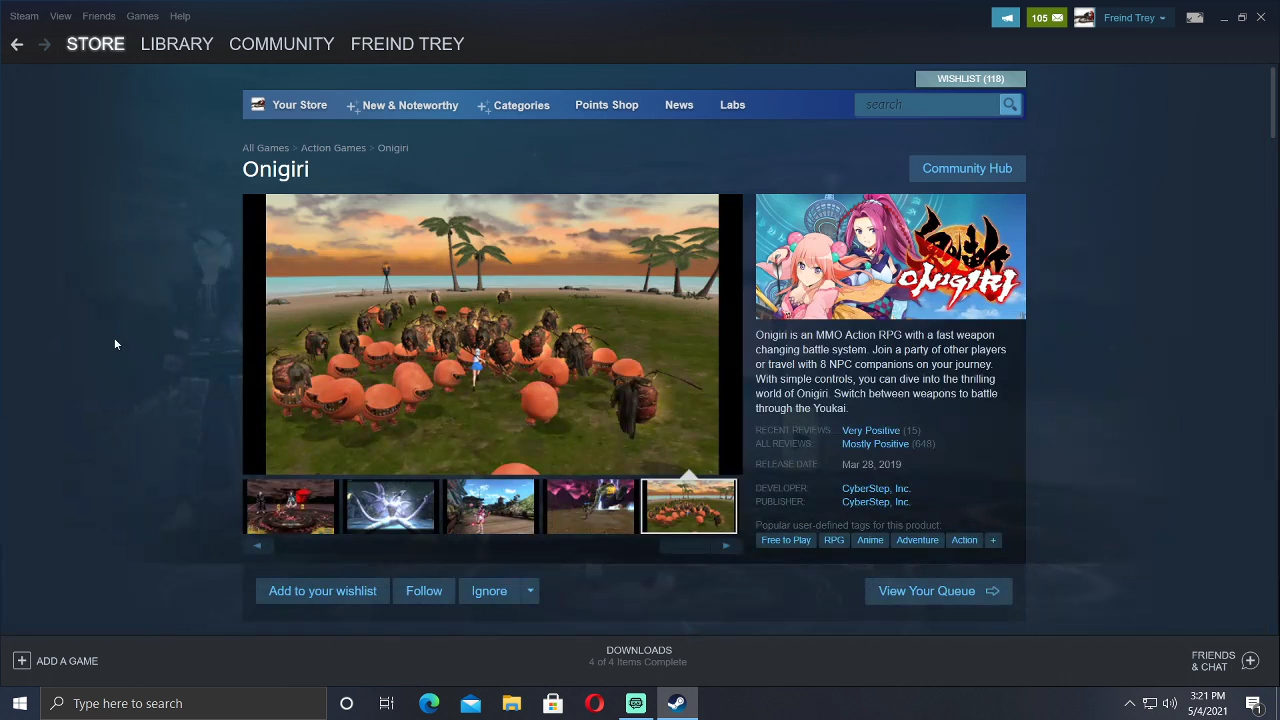 Steam View Friends Games Help
105 Freind Trey
STORE LIBRARY COMMUNITY FREIND TREY
WISHLIST (118)
Your Store New & Noteworthy Categories Points Shop News Labs search
All Games > Action Games > Onigiri
Onigiri
Community Hub
鬼斬
ONIGIRI
Onigiri is an MMO Action RPG with a fast weapon
changing battle system. Join a party of other players
or travel with 8 NPC companions on your journey.
With simple controls, you can dive into the thrilling
world of Onigiri. Switch between weapons to battle
through the Youkai.
RECENT REVIEWS: Very Positive (15)
ALL REVIEWS: Mostly Positive (648)
RELEASE DATE: Mar 28, 2019
DEVELOPER: CyberStep, Inc.
PUBLISHER: CyberStep, Inc.
Popular user-defined tags for this product:
Free to Play RPG Anime Adventure Action +
Add to your wishlist Follow Ignore View Your Queue
DOWNLOADS
4 of 4 Items Complete
ADD A GAME
FRIENDS
& CHAT
Type here to search
3:21 PM
5/4/2021